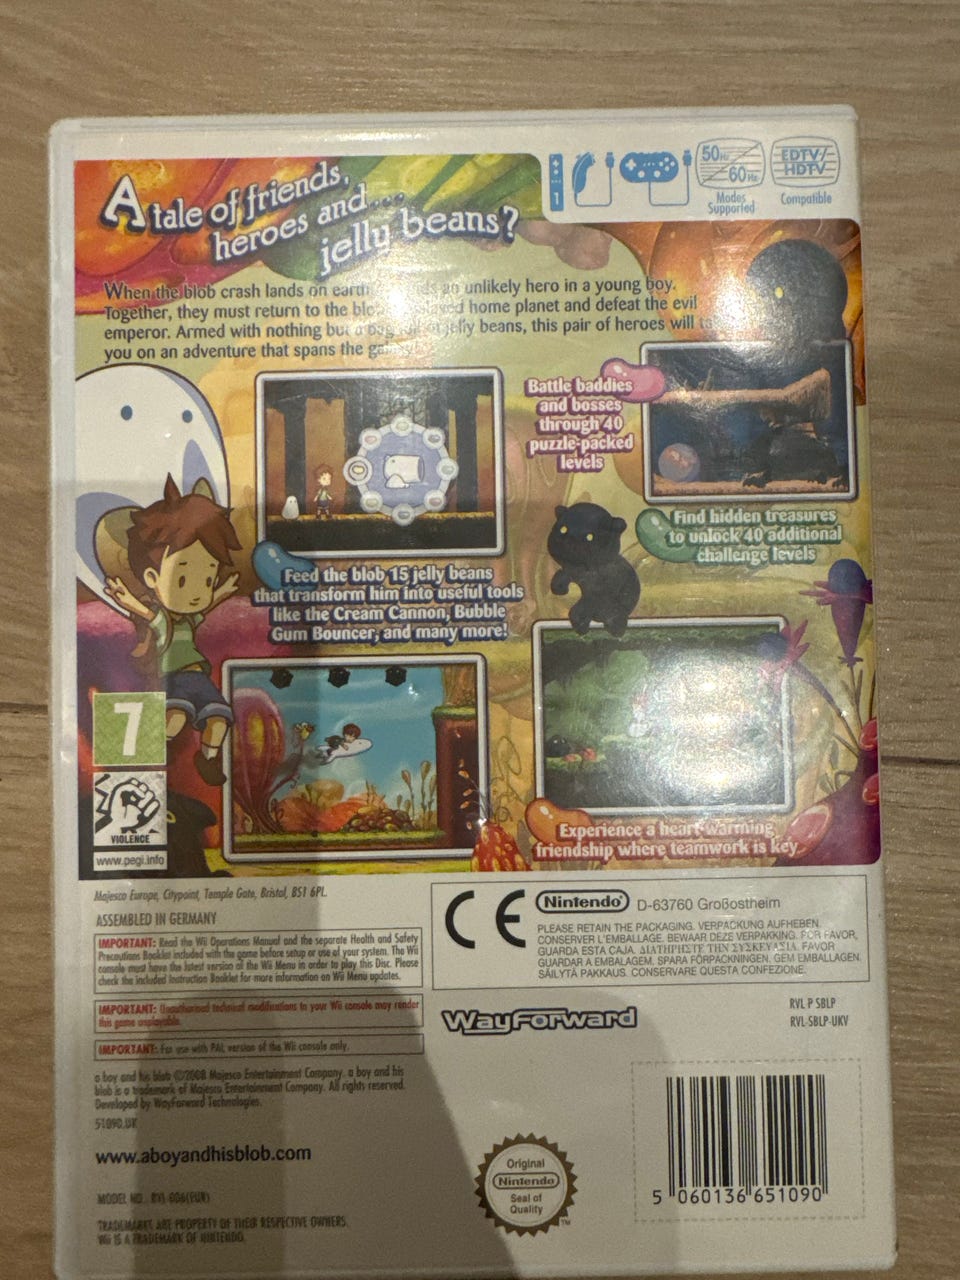 A tale of friends,
heroes and...
jelly beans?
1
50Hz
60Hz
Modes
Supported
EDTV/
HDTV
Compatible
When the blob crash lands on earth an unlikely hero in a young boy.
Together, they must return to the home planet and defeat the evil
emperor. Armed with nothing but a bag jelly beans, this pair of heroes will
you on an adventure that spans the
Battle baddies
and bosses
through 40
puzzle-packed
levels
Find hidden treasures
to unlock 40 additional
challenge levels
Feed the blob 15 jelly beans
that transform him into useful tools
like the Cream Cannon, Bubble
Gum Bouncer, and many more!
Experience a heart-warming
friendship where teamwork is key
7
VIOLENCE
www.pegi.info
Majesco Europe, Citypoint, Temple Gate, Bristol, BS1 6PL.
ASSEMBLED IN GERMANY
IMPORTANT: Read the Wii Operations Manual and the separate Health and Safety
Precautions Booklet included with the game before setup or use of your system. The Wii
console must have the latest version of the Wii Menu in order to play this Disc. Please
check the included Instruction Booklet for more information on Wii Menu updates.
IMPORTANT: Unauthorised technical modifications to your Wii console may render
this game unplayable.
IMPORTANT: For use with PAL version of the Wii console only.
a boy and his blob ©2008 Majesco Entertainment Company. a boy and his
blob is a trademark of Majesco Entertainment Company. All rights reserved.
Developed by WayForward Technologies.
51090.UK
www.aboyandhisblob.com
MODEL NO.: RVL-006(EUR)
TRADEMARKS ARE PROPERTY OF THEIR RESPECTIVE OWNERS.
Wii IS A TRADEMARK OF NINTENDO.
CE
Nintendo® D-63760 Großostheim
PLEASE RETAIN THE PACKAGING. VERPACKUNG AUFHEBEN.
CONSERVER L'EMBALLAGE. BEWAAR DEZE VERPAKKING. POR FAVOR,
GUARDA ESTA CAJA. ΔΙΑΤΗΡΗΣΤΕ ΤΗΝ ΣΥΣΚΕΥΑΣΙΑ. FAVOR
GUARDAR A EMBALAGEM. SPARA FÖRPACKNINGEN. GEM EMBALLAGEN.
SÄILYTÄ PAKKAUS. CONSERVARE QUESTA CONFEZIONE.
WayForward
RVL P SBLP
RVL-SBLP-UKV
Original
Nintendo®
Seal of
Quality
TM
5 060136 651090